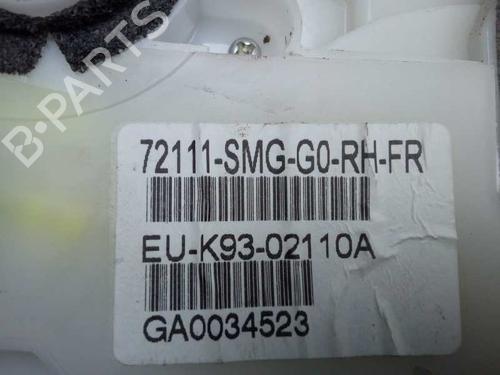 B-PARTS
72111-SMG-G0-RH-FR
EU-K93-02110A
GA0034523